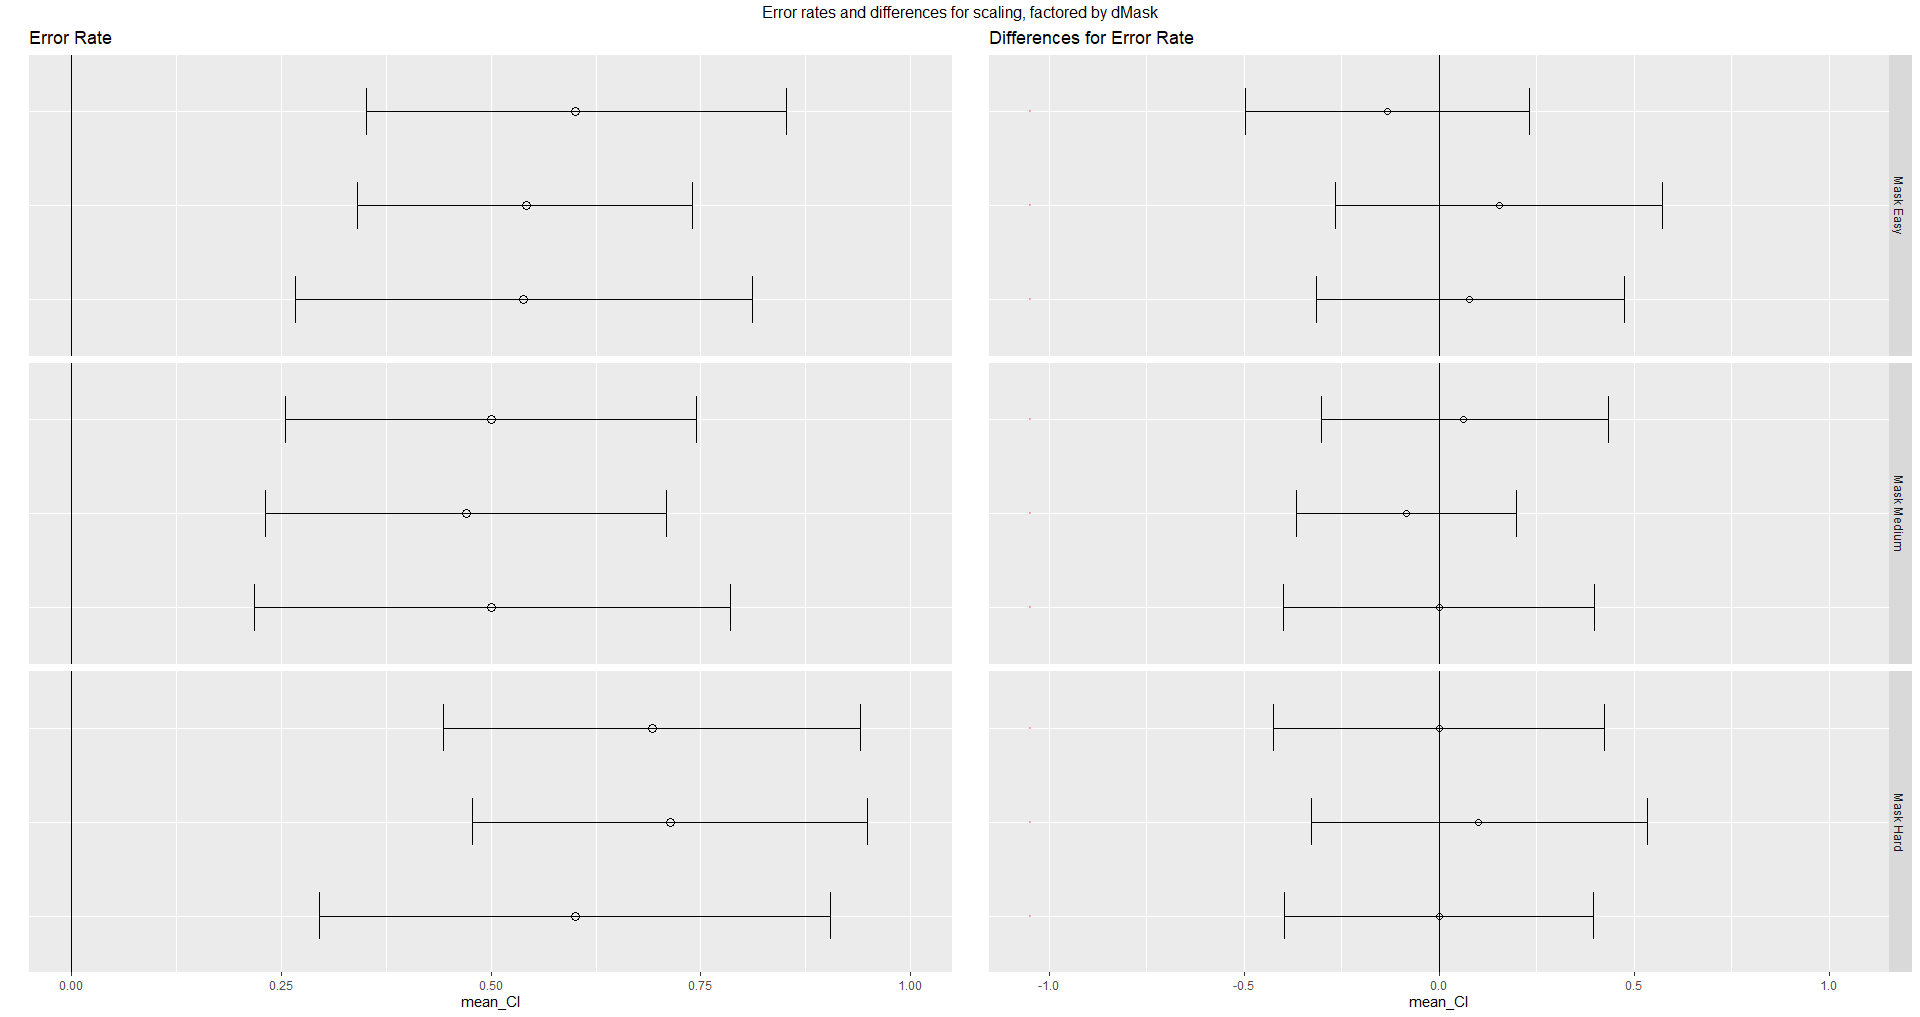 Error rates and differences for scaling, factored by dMask
Error Rate
Differences for Error Rate
Mask Easy
Mask Medium
Mask Hard
0.00 0.25 0.50 0.75 1.00
-1.0 -0.5 0.0 0.5 1.0
mean_CI
mean_CI